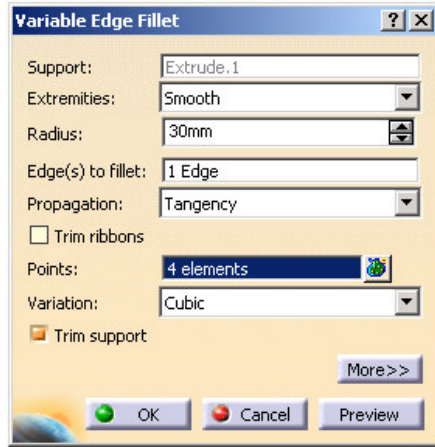 Variable Edge Fillet
Support: Extrude.1
Extremities: Smooth
Radius: 30mm
Edge(s) to fillet: 1 Edge
Propagation: Tangency
Trim ribbons
Points: 4 elements
Variation: Cubic
Trim support
More>>
OK Cancel Preview